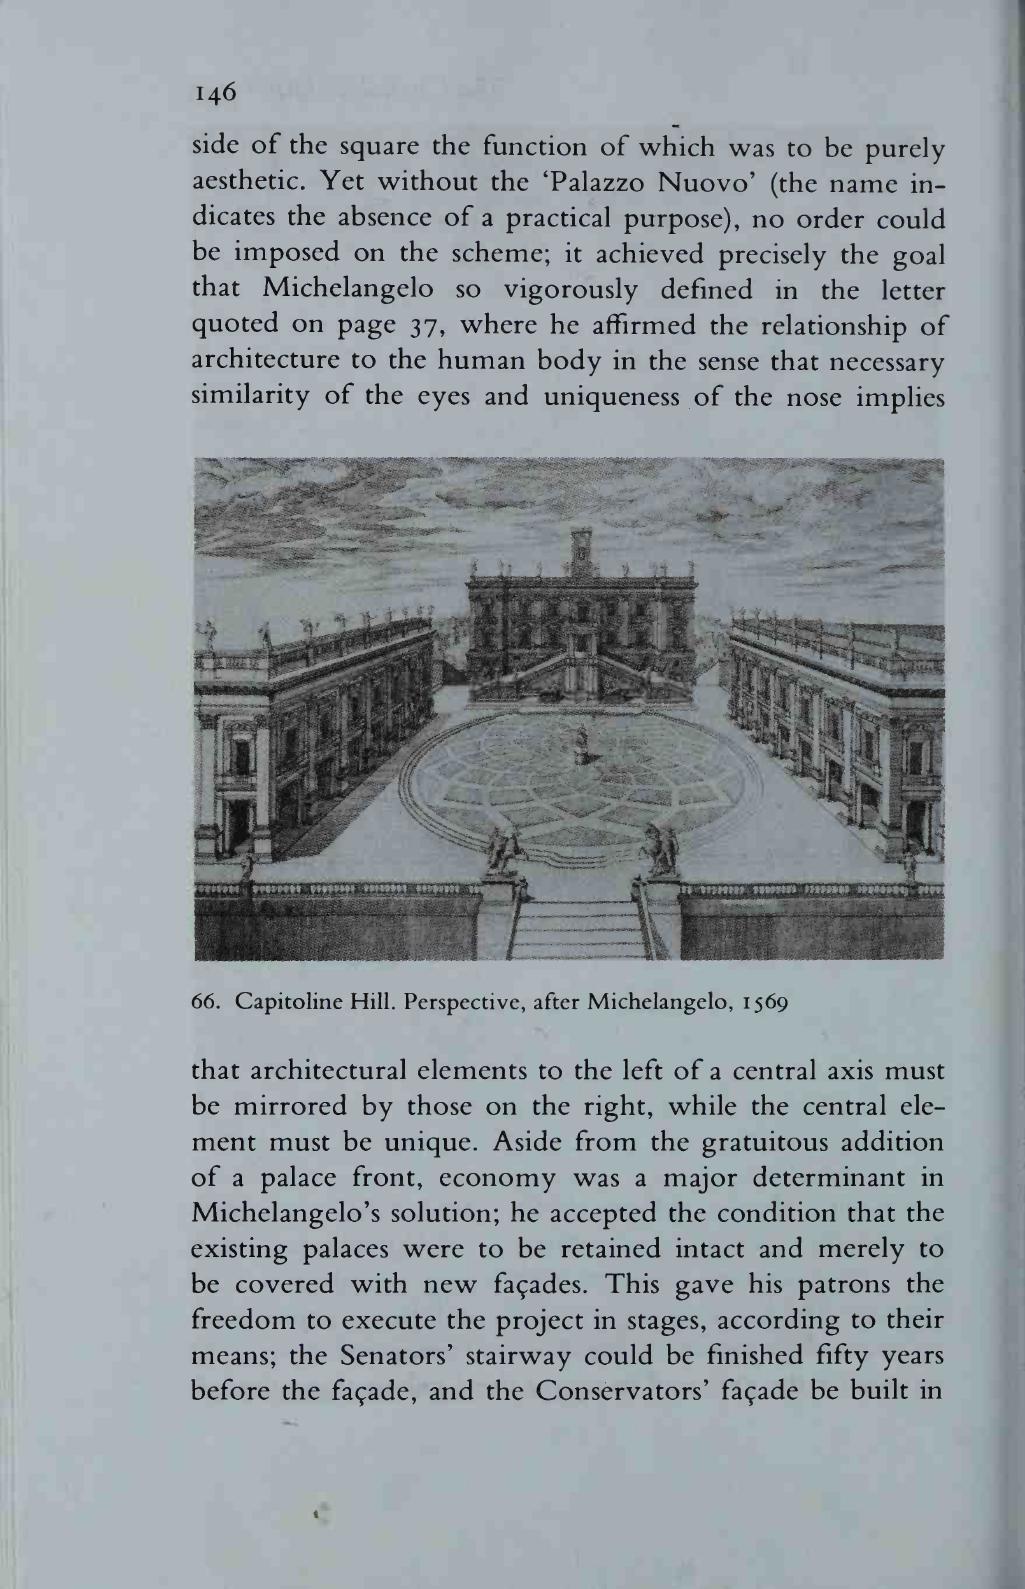 146
side of the square the function of which was to be purely
aesthetic. Yet without the ‘Palazzo Nuovo’ (the name in-
dicates the absence of a practical purpose), no order could
be imposed on the scheme; it achieved precisely the goal
that Michelangelo so vigorously defined in the letter
quoted on page 37, where he affirmed the relationship of
architecture to the human body in the sense that necessary
similarity of the eyes and uniqueness of the nose implies
66. Capitoline Hill. Perspective, after Michelangelo, 1569
that architectural elements to the left of a central axis must
be mirrored by those on the right, while the central ele-
ment must be unique. Aside from the gratuitous addition
of a palace front, economy was a major determinant in
Michelangelo’s solution; he accepted the condition that the
existing palaces were to be retained intact and merely to
be covered with new façades. This gave his patrons the
freedom to execute the project in stages, according to their
means; the Senators’ stairway could be finished fifty years
before the façade, and the Conservators’ façade be built in